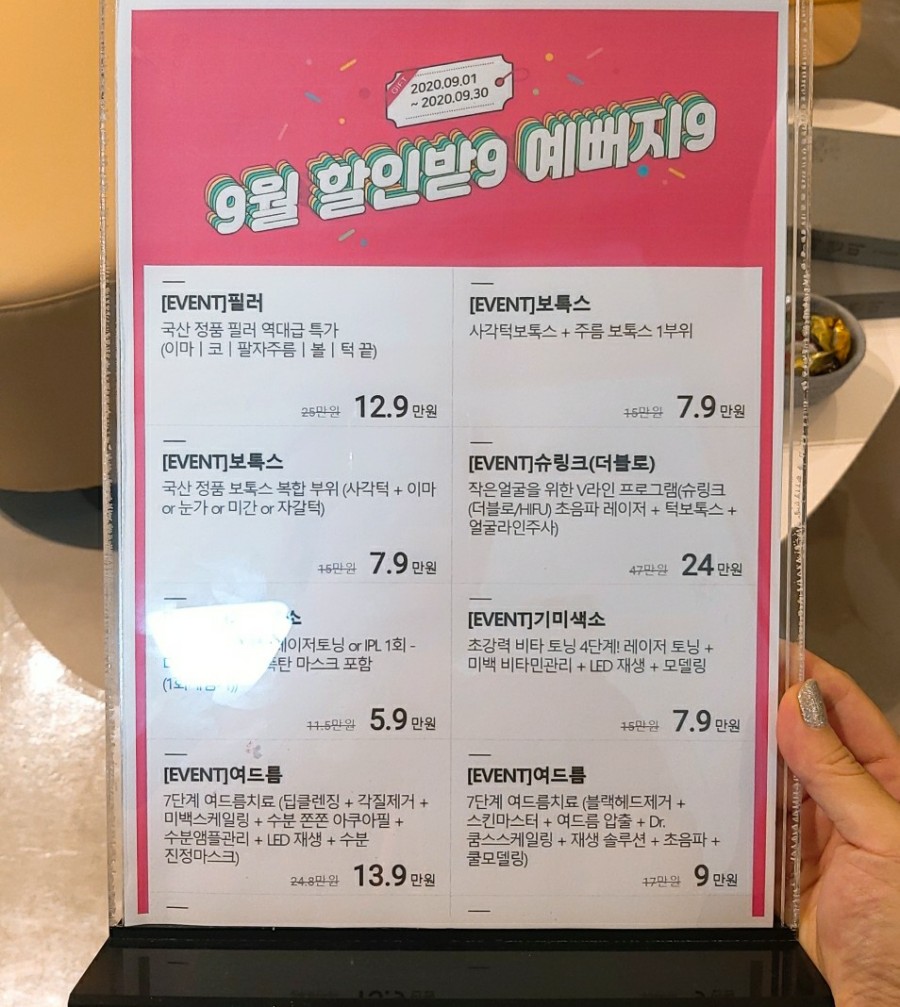 GIFT
2020.09.01
~ 2020.09.30
9월 할인받9 예뻐지9
[EVENT]필러
국산 정품 필러 역대급 특가
(이마 | 코 | 팔자주름 | 볼 | 턱 끝)
25만원 12.9만원
[EVENT]보톡스
사각턱보톡스 + 주름 보톡스 1부위
15만원 7.9만원
[EVENT]보톡스
국산 정품 보톡스 복합 부위 (사각턱 + 이마
or 눈가 or 미간 or 자갈턱)
15만원 7.9만원
[EVENT]슈링크(더블로)
작은얼굴을 위한 V라인 프로그램(슈링크
(더블로/HIFU) 초음파 레이저 + 턱보톡스 +
얼굴라인주사)
47만원 24만원
레이저토닝 or IPL 1회 -
마스크 포함
11.5만원 5.9만원
[EVENT]기미색소
초강력 비타 토닝 4단계! 레이저 토닝 +
미백 비타민관리 + LED 재생 + 모델링
15만원 7.9만원
[EVENT]여드름
7단계 여드름치료 (딥클렌징 + 각질제거 +
미백스케일링 + 수분 쫀쫀 아쿠아필 +
수분앰플관리 + LED 재생 + 수분
진정마스크)
24.8만원 13.9만원
[EVENT]여드름
7단계 여드름치료 (블랙헤드제거 +
스킨마스터 + 여드름 압출 + Dr.
쿰스스케일링 + 재생 솔루션 + 초음파 +
쿨모델링)
17만원 9만원